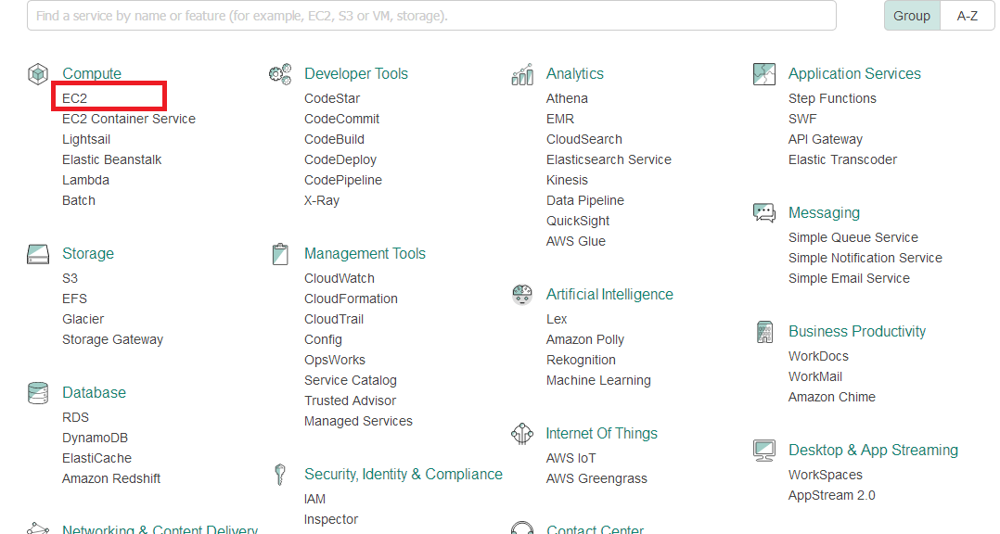 Find a service by name or feature (for example, EC2, S3 or VM, storage).
Group
A-Z
Compute
EC2
EC2 Container Service
Lightsail
Elastic Beanstalk
Lambda
Batch
Storage
S3
EFS
Glacier
Storage Gateway
Database
RDS
DynamoDB
ElastiCache
Amazon Redshift
Networking & Content Delivery
Developer Tools
CodeStar
CodeCommit
CodeBuild
CodeDeploy
CodePipeline
X-Ray
Management Tools
CloudWatch
CloudFormation
CloudTrail
Config
OpsWorks
Service Catalog
Trusted Advisor
Managed Services
Security, Identity & Compliance
IAM
Inspector
Analytics
Athena
EMR
CloudSearch
Elasticsearch Service
Kinesis
Data Pipeline
QuickSight
AWS Glue
Artificial Intelligence
Lex
Amazon Polly
Rekognition
Machine Learning
Internet Of Things
AWS IoT
AWS Greengrass
Contact Center
Application Services
Step Functions
SWF
API Gateway
Elastic Transcoder
Messaging
Simple Queue Service
Simple Notification Service
Simple Email Service
Business Productivity
WorkDocs
WorkMail
Amazon Chime
Desktop & App Streaming
WorkSpaces
AppStream 2.0